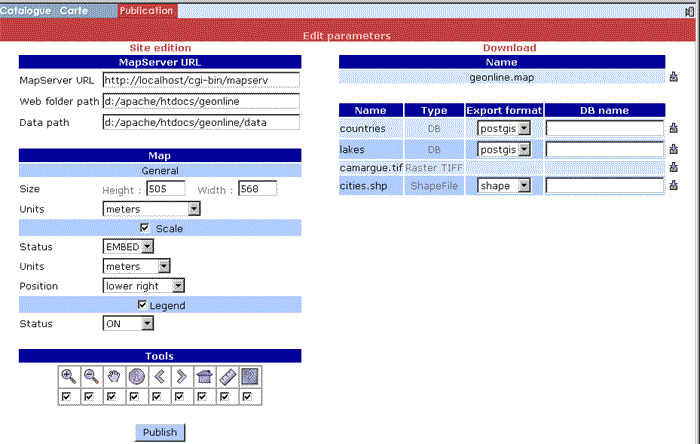 Catalogue Carte Publication
Edit parameters
Site edition
MapServer URL
MapServer URL http://localhost/cgi-bin/mapserv
Web folder path d:/apache/htdocs/geonline
Data path d:/apache/htdocs/geonline/data
Map
General
Size Height : 505 Width : 568
Units meters
Scale
Status EMBED
Units meters
Position lower right
Legend
Status ON
Tools
Publish
Download
Name
geonline.map
Name Type Export format DB name
countries DB postgis
lakes DB postgis
camargue.tif Raster TIFF
cities.shp ShapeFile shape